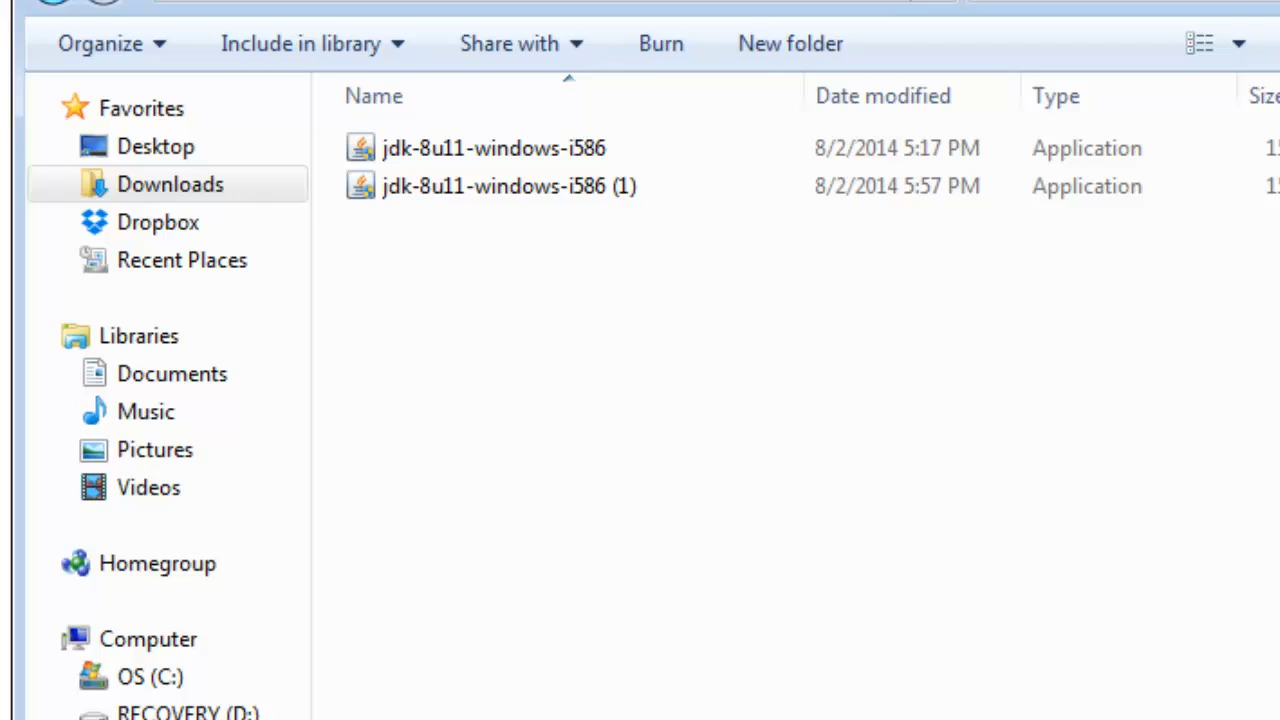 Organize Include in library Share with Burn New folder
Name Date modified Type
jdk-8u11-windows-i586 8/2/2014 5:17 PM Application
jdk-8u11-windows-i586 (1) 8/2/2014 5:57 PM Application
Favorites
Desktop
Downloads
Dropbox
Recent Places
Libraries
Documents
Music
Pictures
Videos
Homegroup
Computer
OS (C:)
RECOVERY (D:)